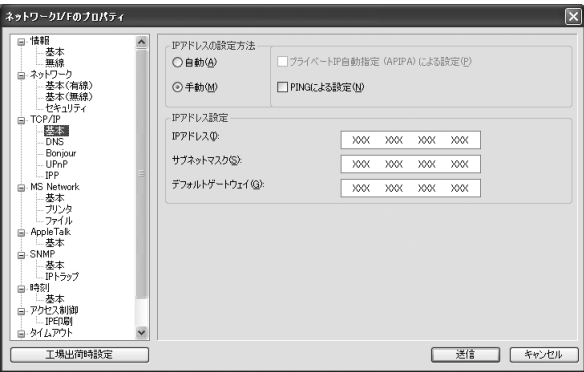 ネットワークI/Fのプロパティ
情報
基本
無線
ネットワーク
基本(有線)
基本(無線)
セキュリティ
TCP/IP
基本
DNS
Bonjour
UPnP
IPP
MS Network
基本
プリンタ
ファイル
AppleTalk
基本
SNMP
基本
IPトラップ
時刻
基本
アクセス制御
IPE印刷
タイムアウト
工場出荷時設定
IPアドレスの設定方法
自動(A)
プライベートIP自動指定 (APIPA) による設定(P)
手動(M)
PINGによる設定(N)
IPアドレス設定
IPアドレス(I):
XXX XXX XXX XXX
サブネットマスク(S):
XXX XXX XXX XXX
デフォルトゲートウェイ(G):
XXX XXX XXX XXX
送信
キャンセル